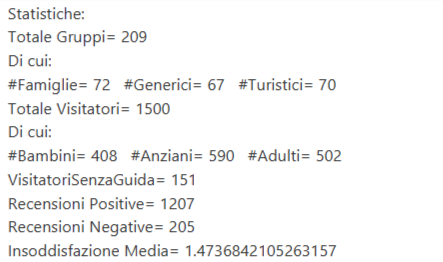 Statistiche:
Totale Gruppi= 209
Di cui:
#Famiglie= 72 #Generici= 67 #Turistici= 70
Totale Visitatori= 1500
Di cui:
#Bambini= 408 #Anziani= 590 #Adulti= 502
VisitatoriSenzaGuida= 151
Recensioni Positive= 1207
Recensioni Negative= 205
Insoddisfazione Media= 1.4736842105263157